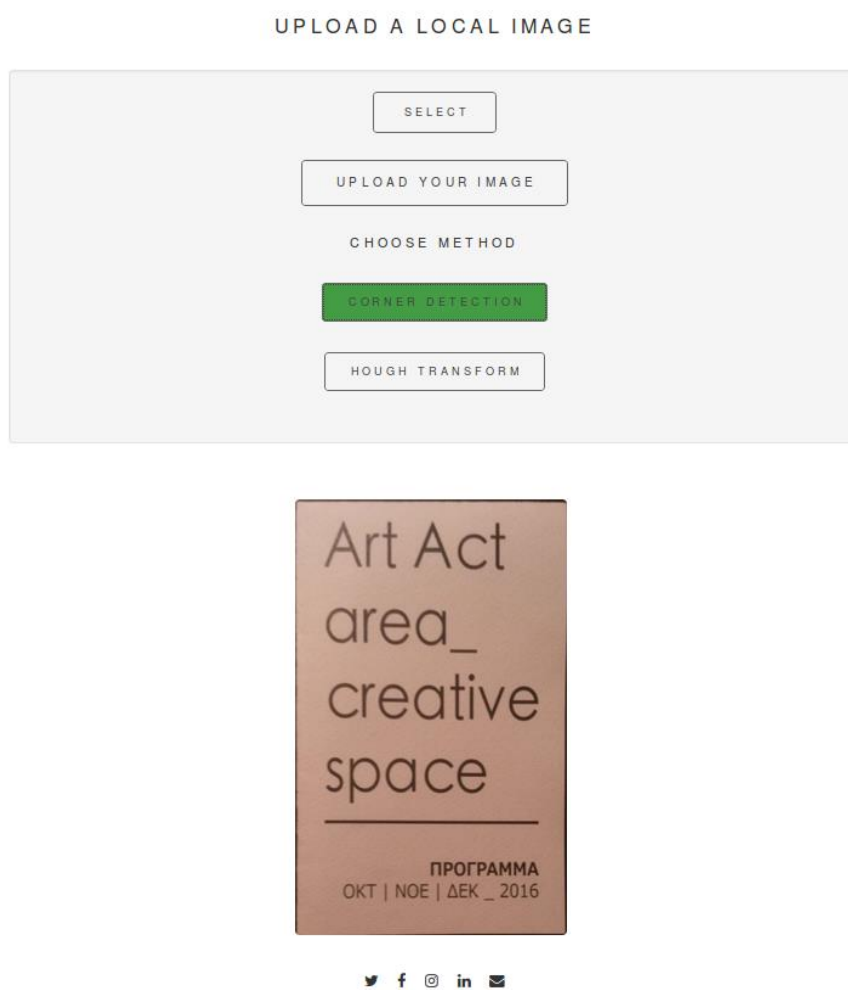 UPLOAD A LOCAL IMAGE
SELECT
UPLOAD YOUR IMAGE
CHOOSE METHOD
CORNER DETECTION
HOUGH TRANSFORM
Art Act
area_
creative
space
ΠΡΟΓΡΑΜΜΑ
ΟΚΤ | ΝΟΕ | ΔΕΚ _ 2016